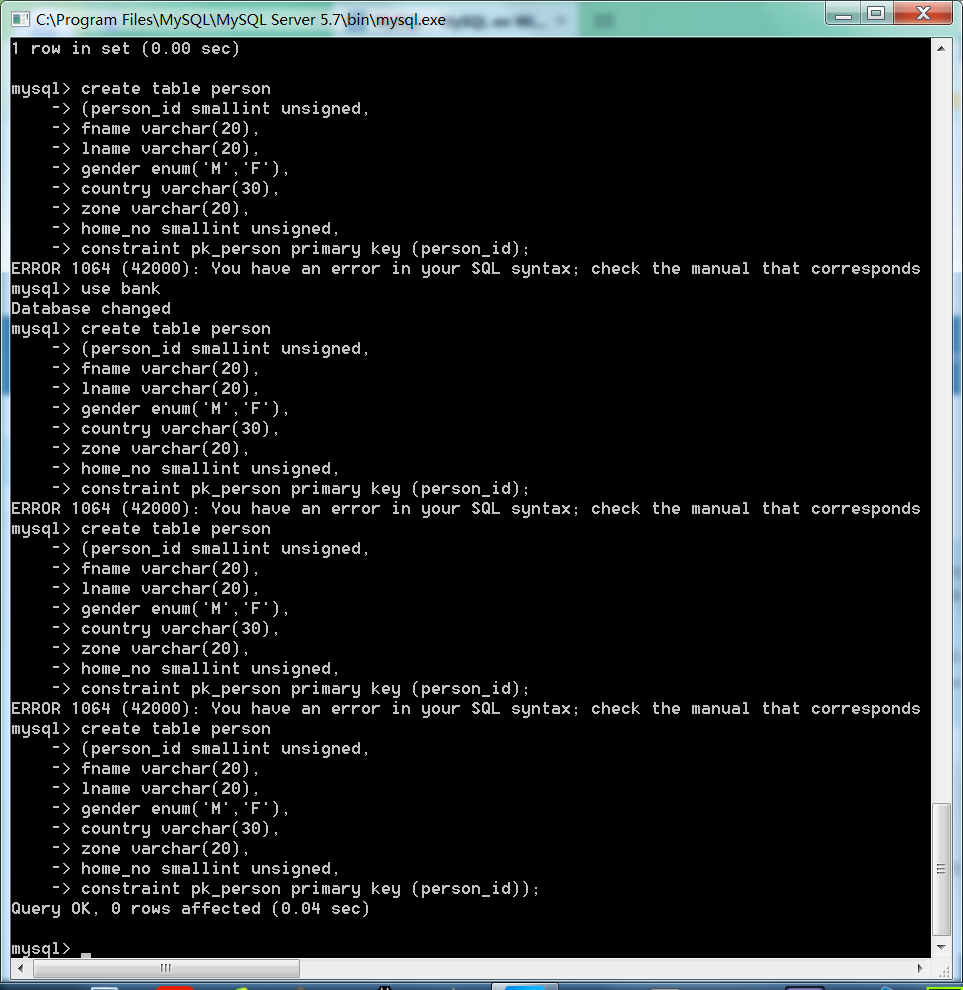 C:\Program Files\MySQL\MySQL Server 5.7\bin\mysql.exe
1 row in set (0.00 sec)
mysql> create table person
-> (person_id smallint unsigned,
-> fname varchar(20),
-> lname varchar(20),
-> gender enum('M','F'),
-> country varchar(30),
-> zone varchar(20),
-> home_no smallint unsigned,
-> constraint pk_person primary key (person_id);
ERROR 1064 (42000): You have an error in your SQL syntax; check the manual that corresponds
mysql> use bank
Database changed
mysql> create table person
-> (person_id smallint unsigned,
-> fname varchar(20),
-> lname varchar(20),
-> gender enum('M','F'),
-> country varchar(30),
-> zone varchar(20),
-> home_no smallint unsigned,
-> constraint pk_person primary key (person_id);
ERROR 1064 (42000): You have an error in your SQL syntax; check the manual that corresponds
mysql> create table person
-> (person_id smallint unsigned,
-> fname varchar(20),
-> lname varchar(20),
-> gender enum('M','F'),
-> country varchar(30),
-> zone varchar(20),
-> home_no smallint unsigned,
-> constraint pk_person primary key (person_id);
ERROR 1064 (42000): You have an error in your SQL syntax; check the manual that corresponds
mysql> create table person
-> (person_id smallint unsigned,
-> fname varchar(20),
-> lname varchar(20),
-> gender enum('M','F'),
-> country varchar(30),
-> zone varchar(20),
-> home_no smallint unsigned,
-> constraint pk_person primary key (person_id));
Query OK, 0 rows affected (0.04 sec)
mysql> _